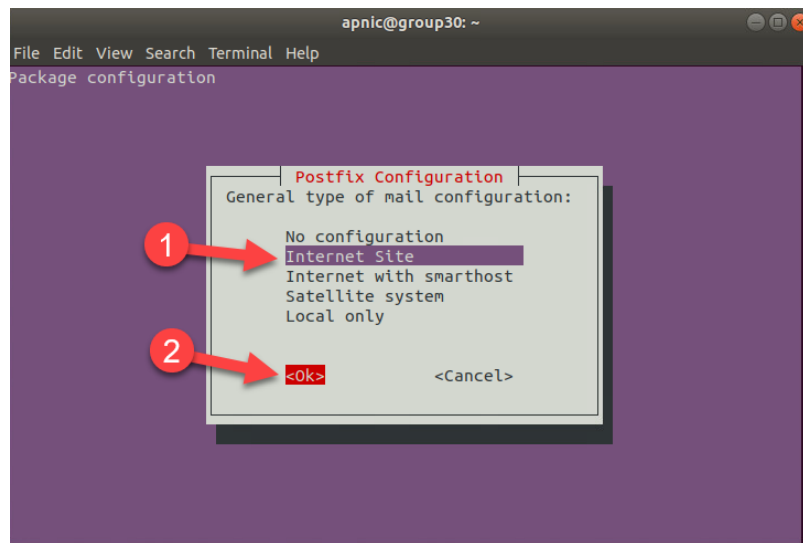 apnic@group30: ~
File Edit View Search Terminal Help
Package configuration
Postfix Configuration
General type of mail configuration:
No configuration
1
Internet Site
Internet with smarthost
Satellite system
Local only
2
<Ok> <Cancel>